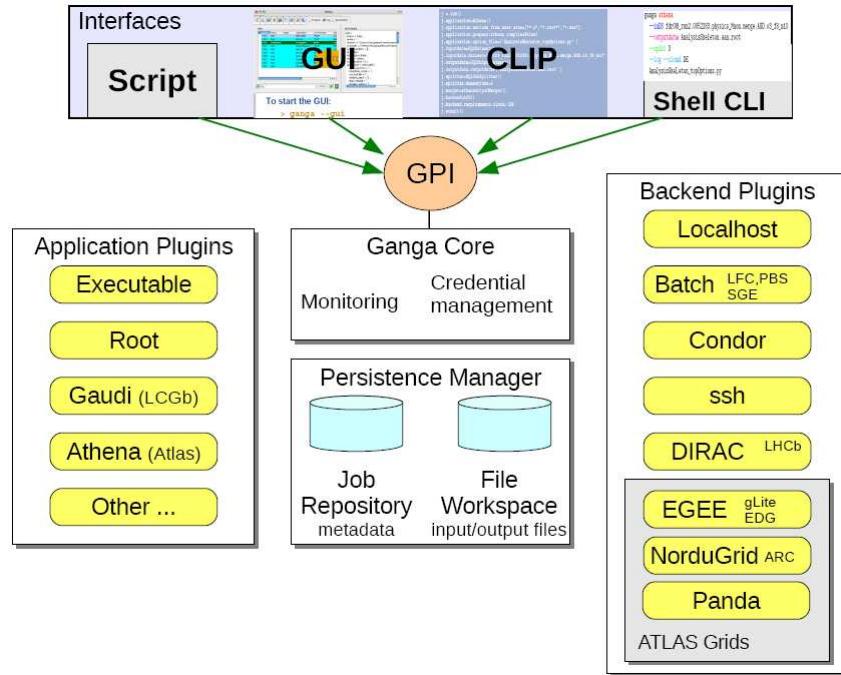 Interfaces
Script
GUI
To start the GUI:
> ganga --gui
CLIP
Shell CLI
GPI
Application Plugins
Executable
Root
Gaudi (LCGb)
Athena (Atlas)
Other ...
Ganga Core
Monitoring
Credential
management
Persistence Manager
Job
Repository
metadata
File
Workspace
input/output files
Backend Plugins
Localhost
Batch LFC,PBS
SGE
Condor
ssh
DIRAC LHCb
EGEE gLite
EDG
NorduGrid ARC
Panda
ATLAS Grids